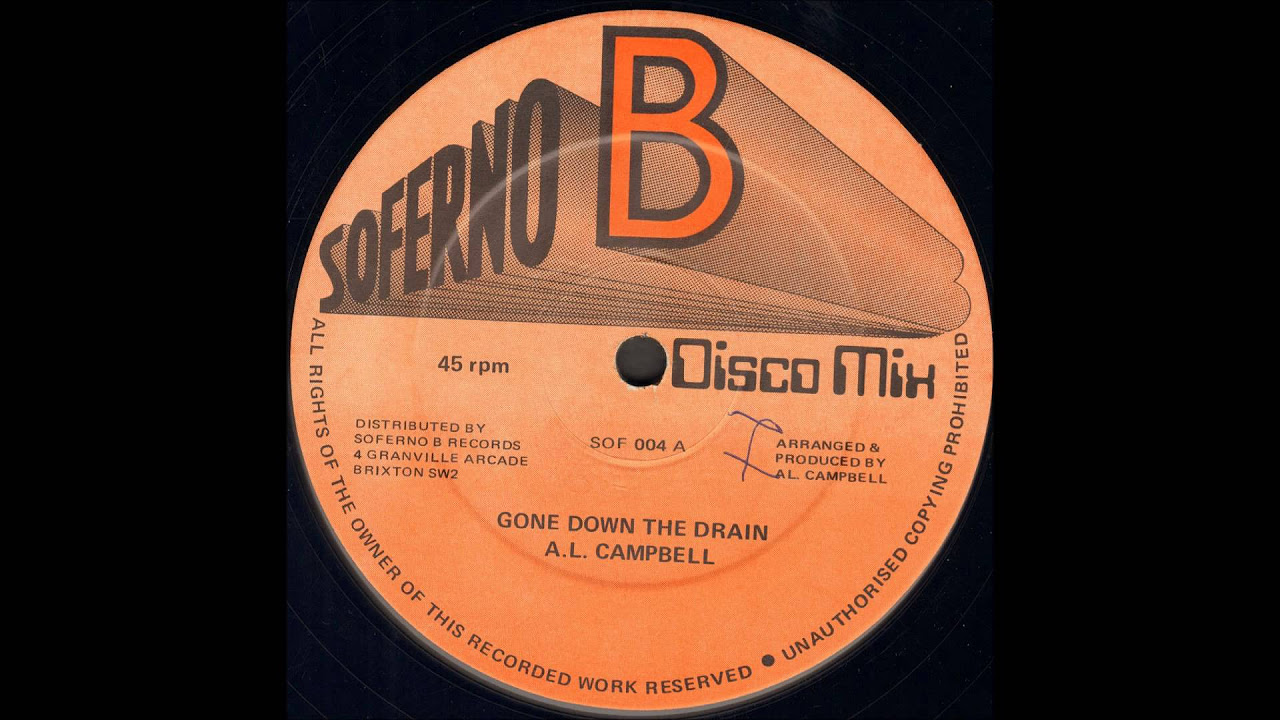 SOFERNO B
Disco Mix
45 rpm
DISTRIBUTED BY
SOFERNO B RECORDS
4 GRANVILLE ARCADE
BRIXTON SW2
SOF 004 A
ARRANGED &
PRODUCED BY
AL. CAMPBELL
GONE DOWN THE DRAIN
A.L. CAMPBELL
ALL RIGHTS OF THE OWNER OF THIS RECORDED WORK RESERVED • UNAUTHORISED COPYING PROHIBITED